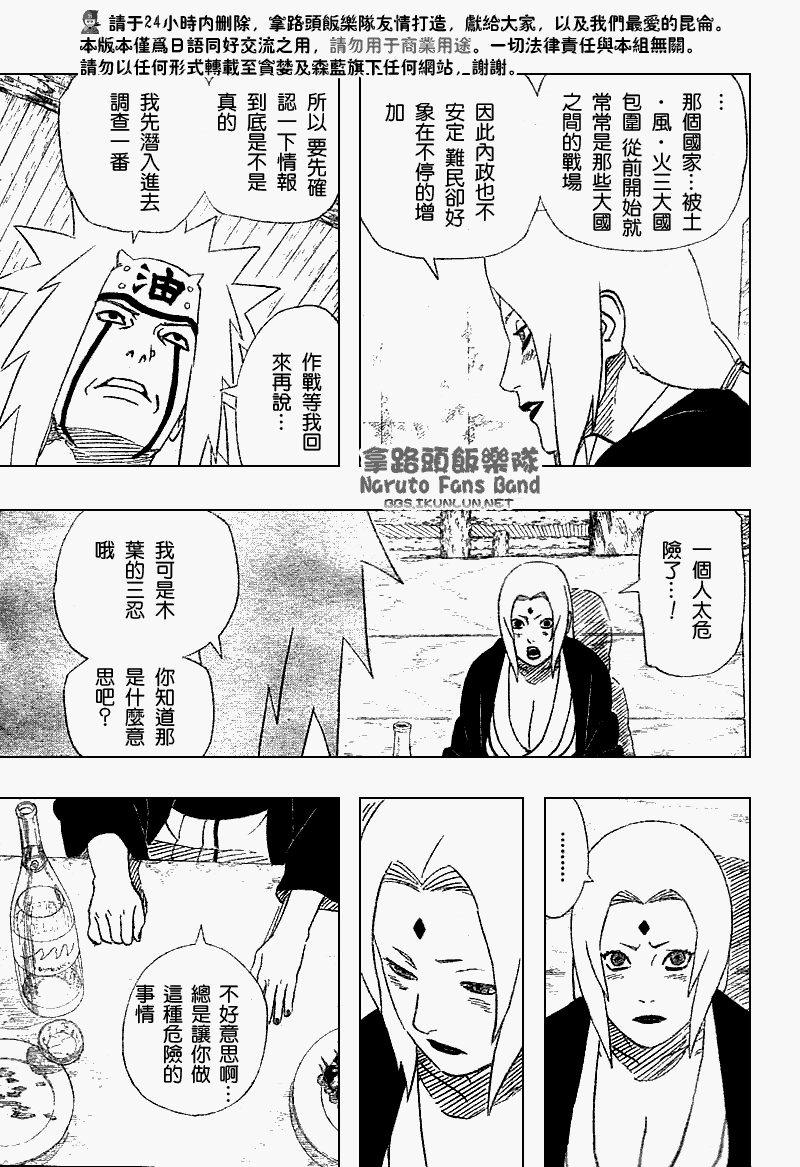 請于24小時内刪除，拿路頭飯樂隊友情打造，獻給大家，以及我們最愛的昆侖。
本版本僅爲日語同好交流之用，請勿用于商業用途。一切法律責任與本組無關。
請勿以任何形式轉載至貪婪及森藍旗下任何網站，謝謝。
…
那個國家…被土
・風・火三大國
包圍 從前開始就
常常是那些大國
之間的戰場
因此內政也不
安定 難民卻好
象在不停的增
加
所以 要先確
認一下情報
到底是不是
真的
我先潛入進去
調查一番
作戰等我回
來再說…
拿路頭飯樂隊
Naruto Fans Band
BBS.IKUNLUN.NET
一個人太危
險了…！
我可是木
葉的三忍
哦
你知道那
是什麼意
思吧？
………
不好意思啊…
總是讓你做
這種危險的
事情
油